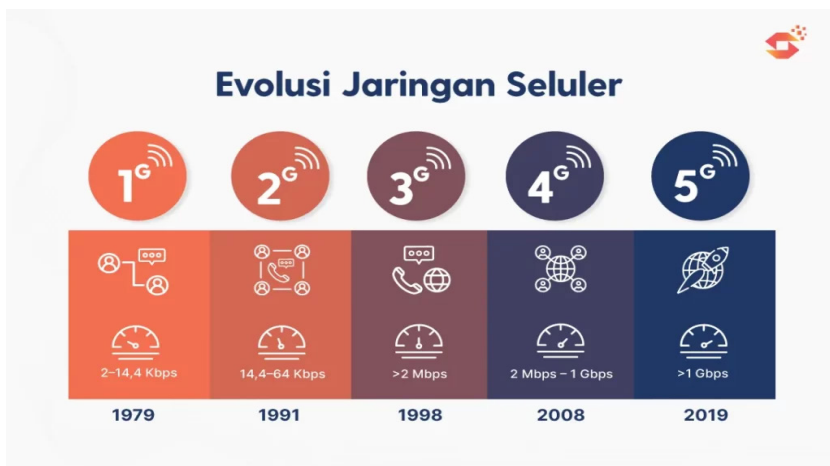 Evolusi Jaringan Seluler
1G
2G
3G
4G
5G
2–14,4 Kbps
14,4–64 Kbps
>2 Mbps
2 Mbps – 1 Gbps
>1 Gbps
1979
1991
1998
2008
2019